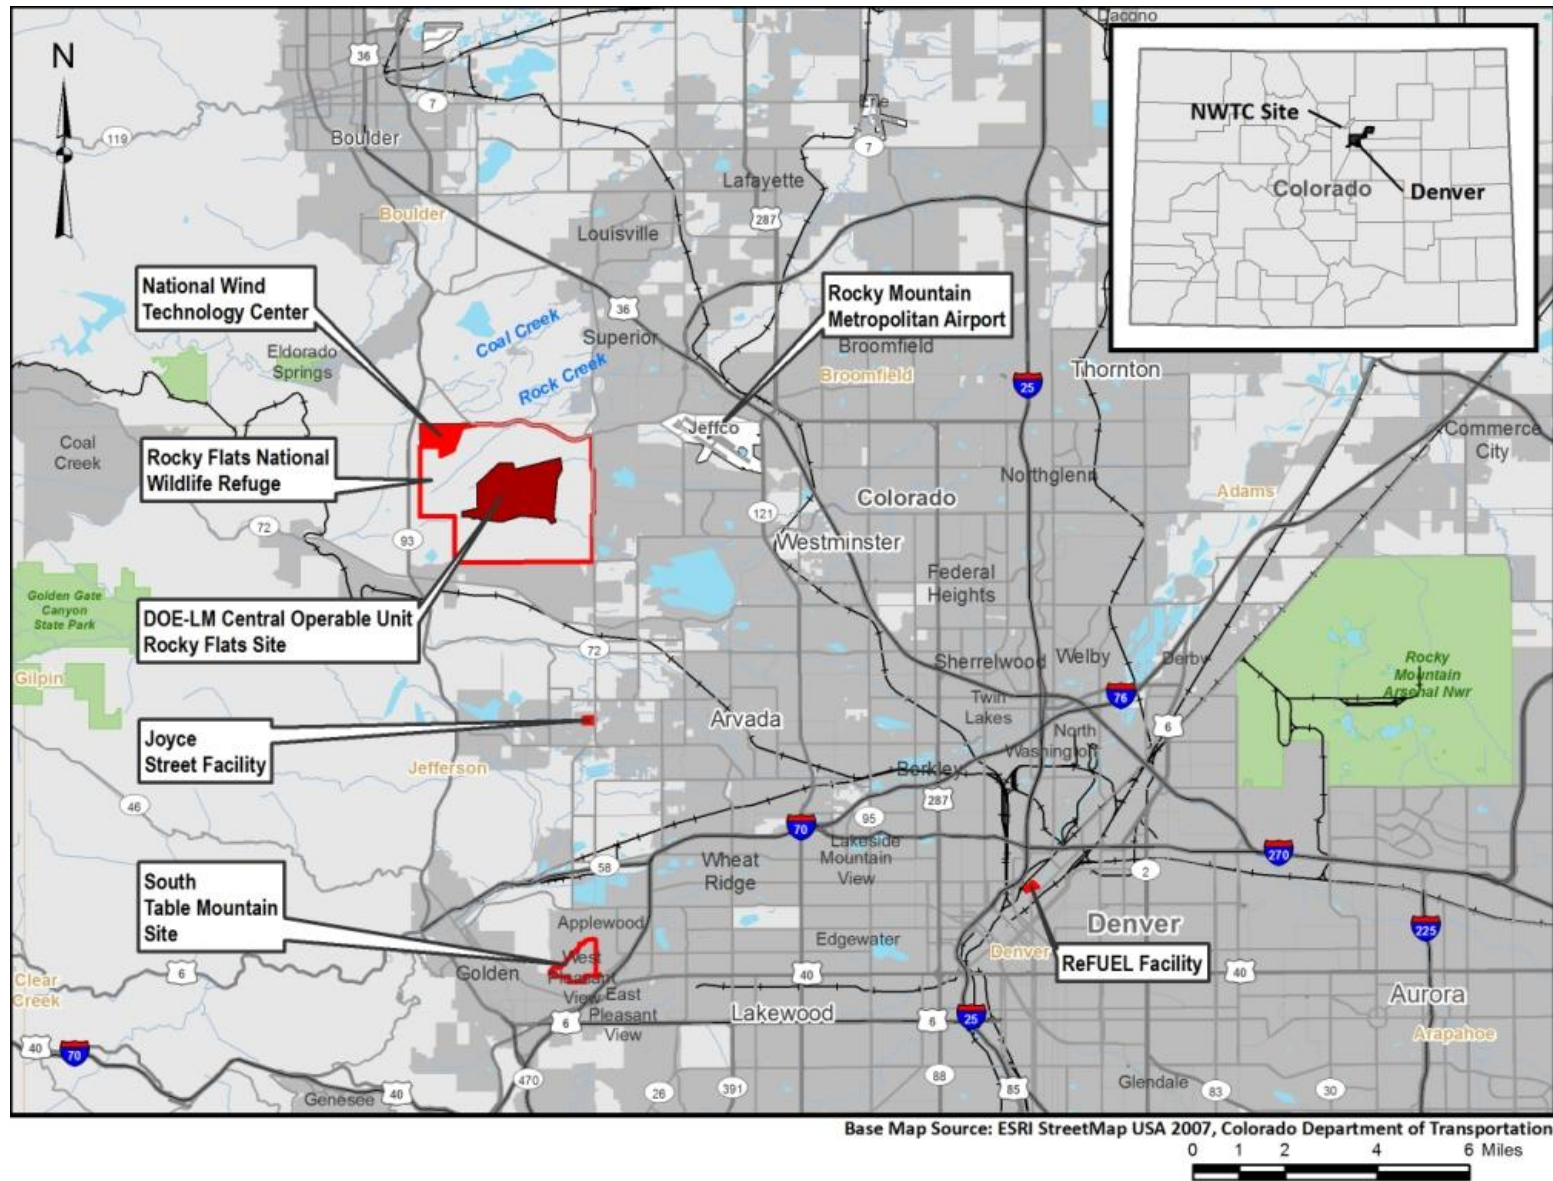 N
Dacono
36
7
119
Boulder
Erie
7
NWTC Site
Colorado
Denver
Lafayette
287
Boulder
Louisville
National Wind
Technology Center
Rocky Mountain
Metropolitan Airport
36
Superior
Coal Creek
Rock Creek
Eldorado
Springs
Broomfield
Broomfield
Thornton
25
Jeffco
Coal
Creek
Rocky Flats National
Wildlife Refuge
Commerce
City
Northglenn
Adams
Colorado
121
72
93
Westminster
Federal
Heights
Golden Gate
Canyon
State Park
DOE-LM Central Operable Unit
Rocky Flats Site
72
Sherrelwood
Welby
Derby
Rocky
Mountain
Arsenal Nwr
Gilpin
76
Twin
Lakes
6
Joyce
Street Facility
Arvada
North
Washington
Jefferson
Berkley
46
287
70
95
Lakeside
Mountain
View
270
Wheat
Ridge
58
2
South
Table Mountain
Site
Applewood
Denver
225
Edgewater
Denver
ReFUEL Facility
West
Pleasant
View
Golden
6
40
40
Clear
Creek
East
Pleasant
View
Aurora
Lakewood
6
6
25
Arapahoe
40
70
470
88
85
Glendale
83
30
26
391
40
Genesee
Base Map Source: ESRI StreetMap USA 2007, Colorado Department of Transportation
0 1 2 4 6 Miles